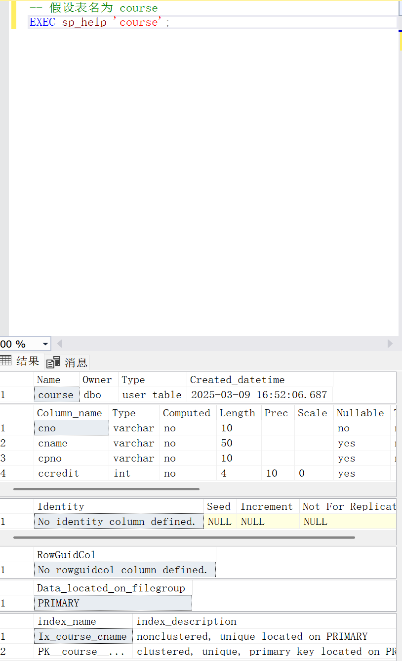 -- 假设表名为 course
EXEC sp_help 'course';
00 %
结果 消息
Name Owner Type Created_datetime
1 course dbo user table 2025-03-09 16:52:06.687
Column_name Type Computed Length Prec Scale Nullable T
1 cno varchar no 10 no
2 cname varchar no 50 yes
3 cpno varchar no 10 yes
4 ccredit int no 4 10 0 yes
Identity Seed Increment Not For Replicat
1 No identity column defined. NULL NULL NULL
RowGuidCol
1 No rowguidcol column defined.
Data_located_on_filegroup
1 PRIMARY
index_name index_description
1 Ix_course_cname nonclustered, unique located on PRIMARY
2 PK__course__... clustered, unique, primary key located on PR